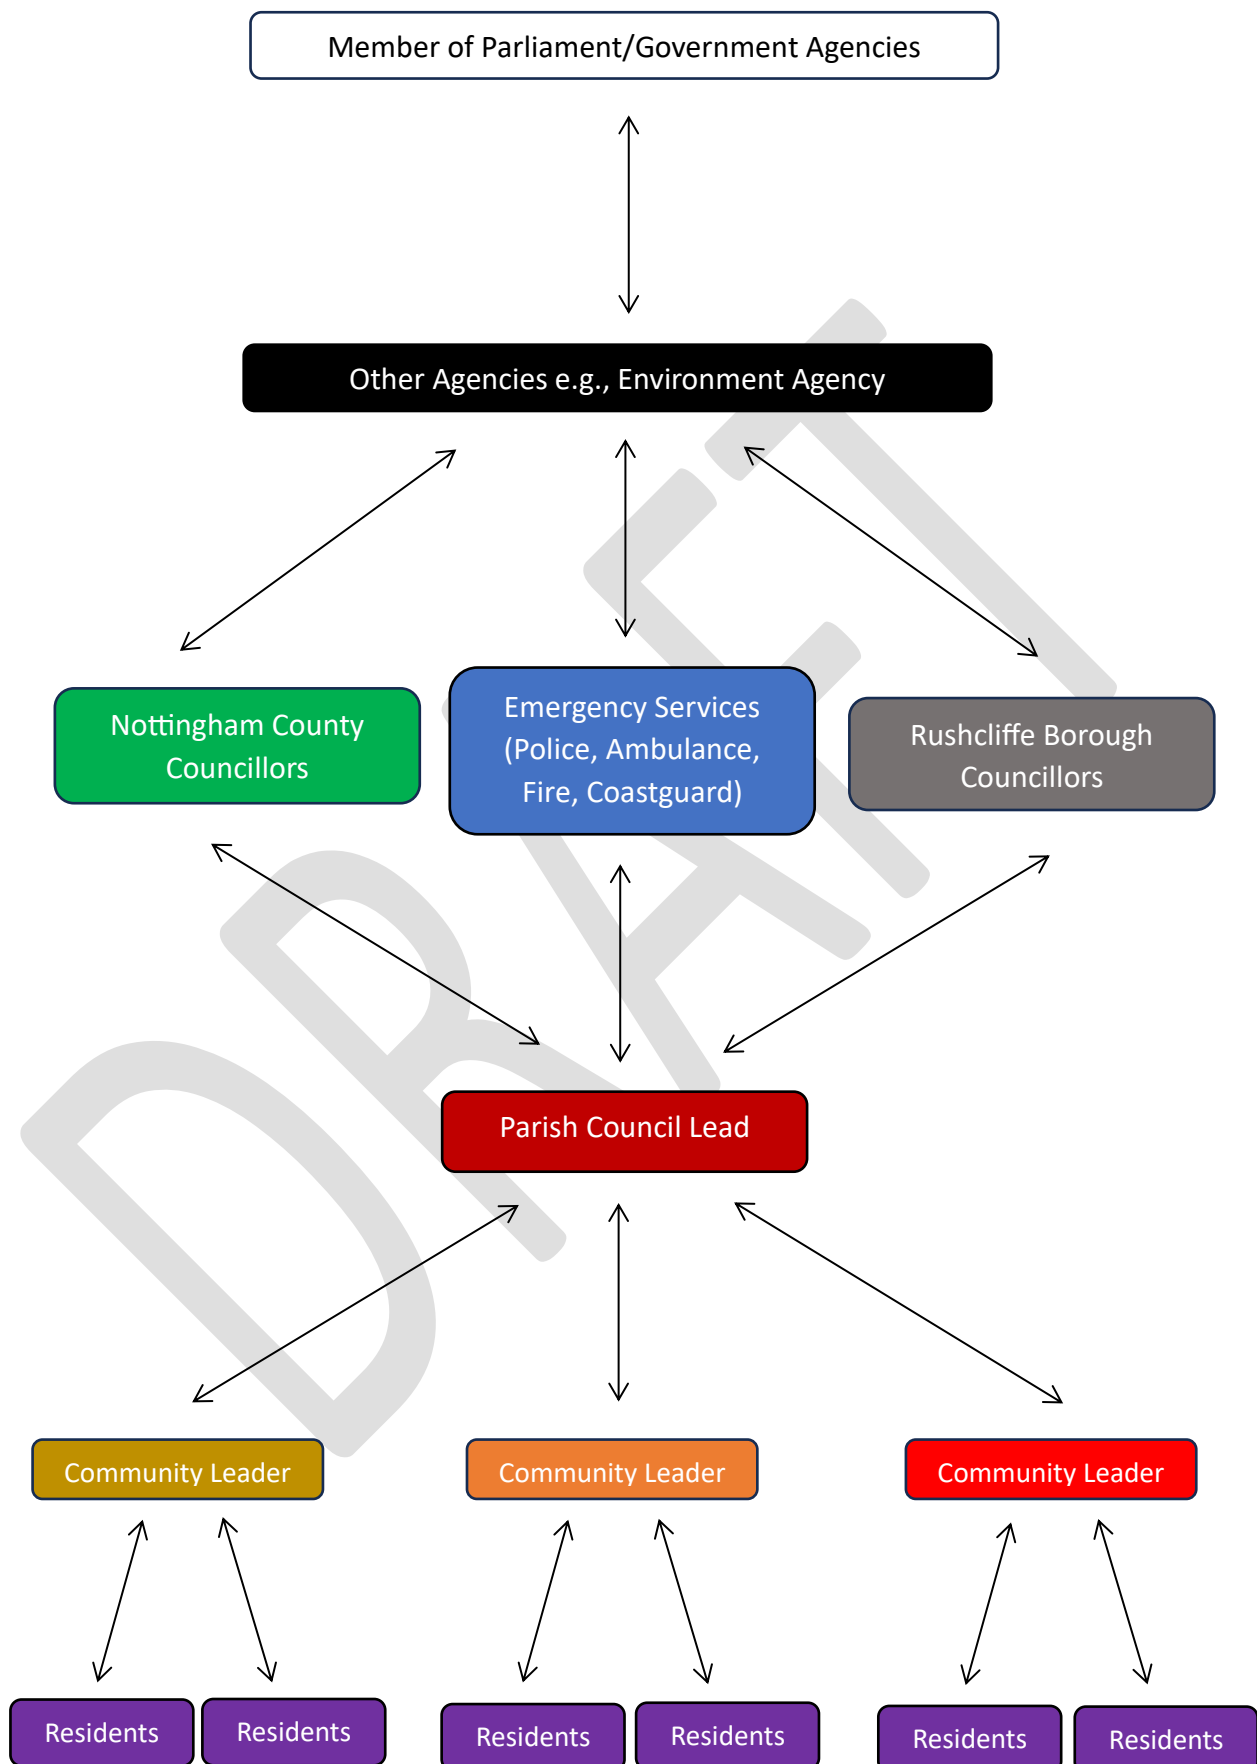 Member of Parliament/Government Agencies
Other Agencies e.g., Environment Agency
Nottingham County
Councillors
Emergency Services
(Police, Ambulance,
Fire, Coastguard)
Rushcliffe Borough
Councillors
DRAFT
Parish Council Lead
Community Leader
Community Leader
Community Leader
Residents
Residents
Residents
Residents
Residents
Residents